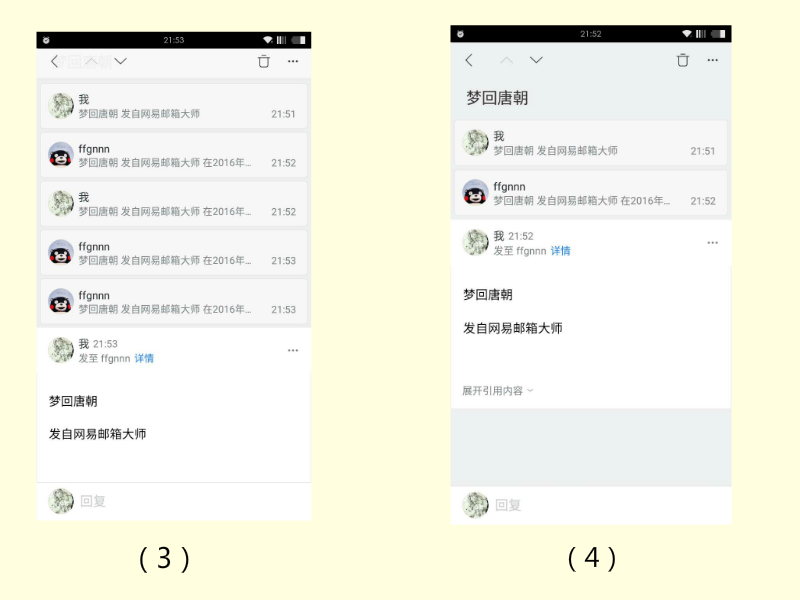 21:53
我
梦回唐朝 发自网易邮箱大师
21:51
ffgnnn
梦回唐朝 发自网易邮箱大师 在2016年...
21:52
我
梦回唐朝 发自网易邮箱大师 在2016年...
21:52
ffgnnn
梦回唐朝 发自网易邮箱大师 在2016年...
21:53
ffgnnn
梦回唐朝 发自网易邮箱大师 在2016年...
21:53
我 21:53
发至 ffgnnn 详情
梦回唐朝
发自网易邮箱大师
回复
(3)
21:52
梦回唐朝
我
梦回唐朝 发自网易邮箱大师
21:51
ffgnnn
梦回唐朝 发自网易邮箱大师 在2016年...
21:52
我 21:52
发至 ffgnnn 详情
梦回唐朝
发自网易邮箱大师
展开引用内容
回复
(4)